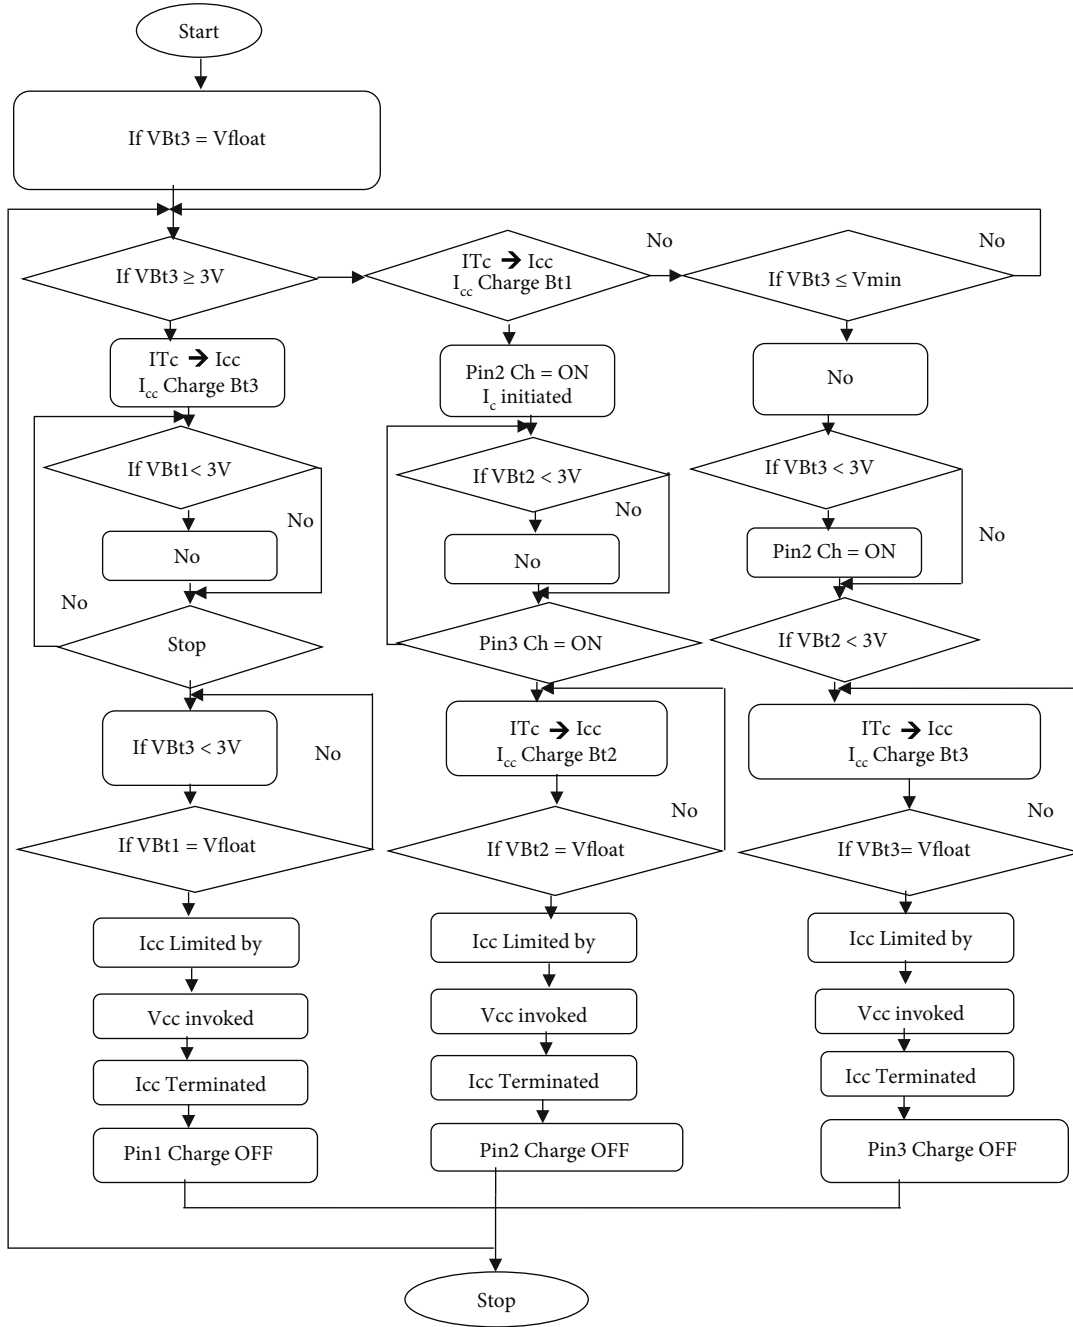 Start
If VBt3 = Vfloat
If VBt3 ≥ 3V
ITc → Icc
Icc Charge Bt1
No
If VBt3 ≤ Vmin
No
ITc → Icc
Icc Charge Bt3
If VBt1< 3V
No
No
No
Stop
If VBt3 < 3V
No
If VBt1 = Vfloat
Icc Limited by
Vcc invoked
Icc Terminated
Pin1 Charge OFF
Pin2 Ch = ON
Ic initiated
If VBt2 < 3V
No
No
Pin3 Ch = ON
ITc → Icc
Icc Charge Bt2
No
If VBt2 = Vfloat
Icc Limited by
Vcc invoked
Icc Terminated
Pin2 Charge OFF
No
If VBt3 < 3V
No
Pin2 Ch = ON
If VBt2 < 3V
ITc → Icc
Icc Charge Bt3
No
If VBt3= Vfloat
Icc Limited by
Vcc invoked
Icc Terminated
Pin3 Charge OFF
Stop